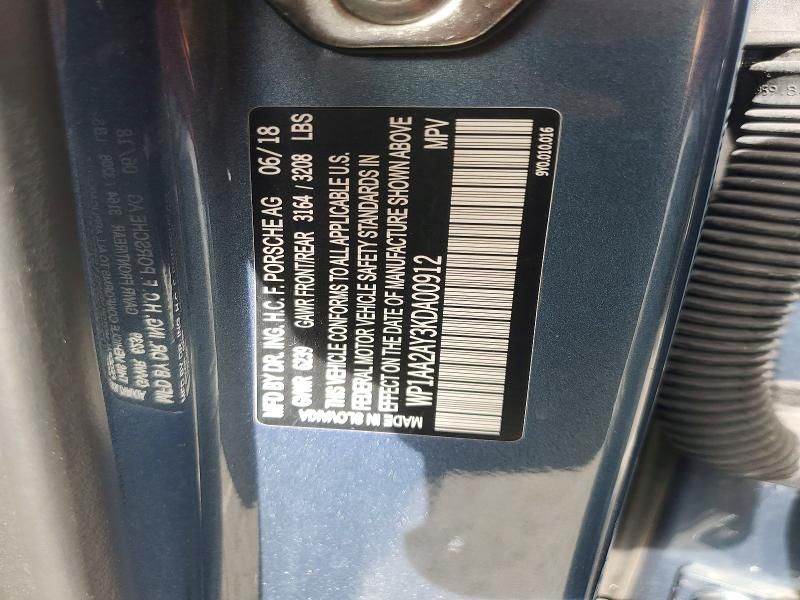 MFD BY DR. ING. H.C. F. PORSCHE AG 06/18
GVWR 6239 GAWR FRONT/REAR 3164 / 3208 LBS
THIS VEHICLE CONFORMS TO ALL APPLICABLE U.S.
FEDERAL MOTOR VEHICLE SAFETY STANDARDS IN
EFFECT ON THE DATE OF MANUFACTURE SHOWN ABOVE
WP1AA2AY3KDA00912 MPV
MADE IN SLOVAKIA
9Y0.010.016